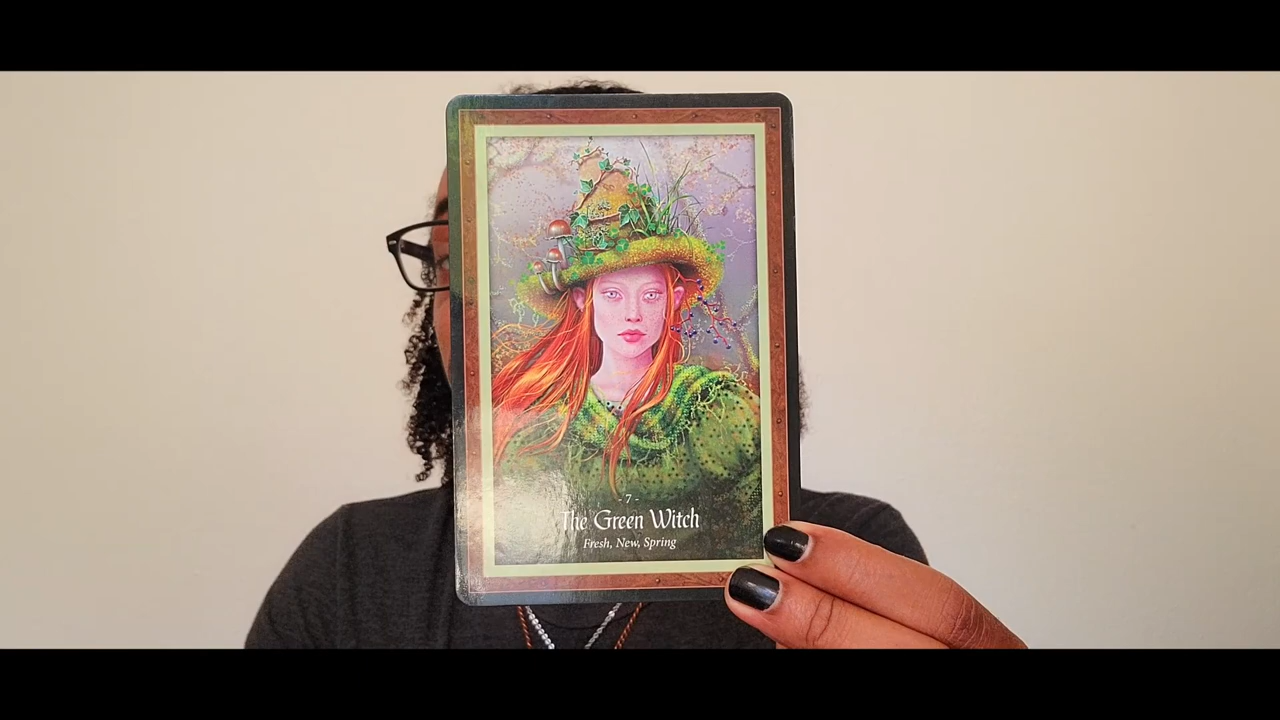 - 7 -
The Green Witch
Fresh, New, Spring